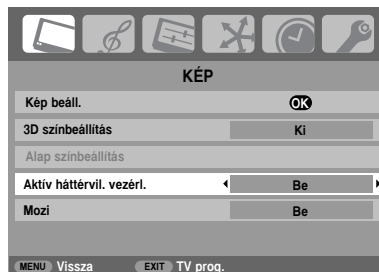 KÉP
Kép beáll. OK
3D színbeállítás Ki
Alap színbeállítás
Aktív háttérvil. vezérl. Be
Mozi Be
MENU Vissza EXIT TV prog.